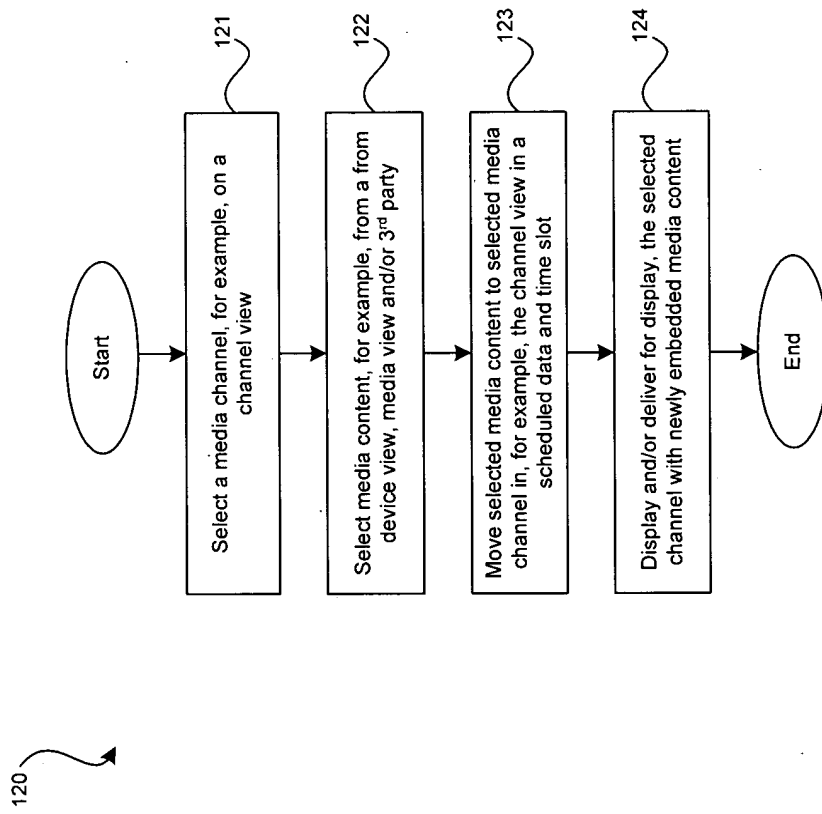 120
Start
Select a media channel, for example, on a
channel view
121
Select media content, for example, from a from
device view, media view and/or 3rd party
122
Move selected media content to selected media
channel in, for example, the channel view in a
scheduled data and time slot
123
Display and/or deliver for display, the selected
channel with newly embedded media content
124
End